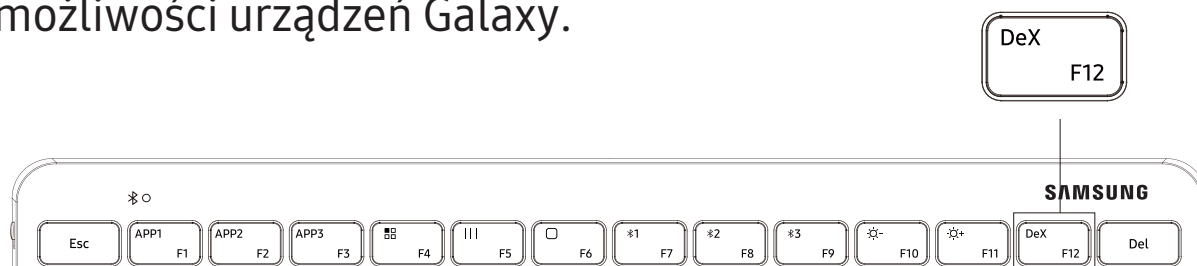 możliwości urządzeń Galaxy.
DeX
F12
SAMSUNG
Esc
APP1 F1
APP2 F2
APP3 F3
F4
F5
F6
1 F7
2 F8
3 F9
- F10
+ F11
DeX F12
Del